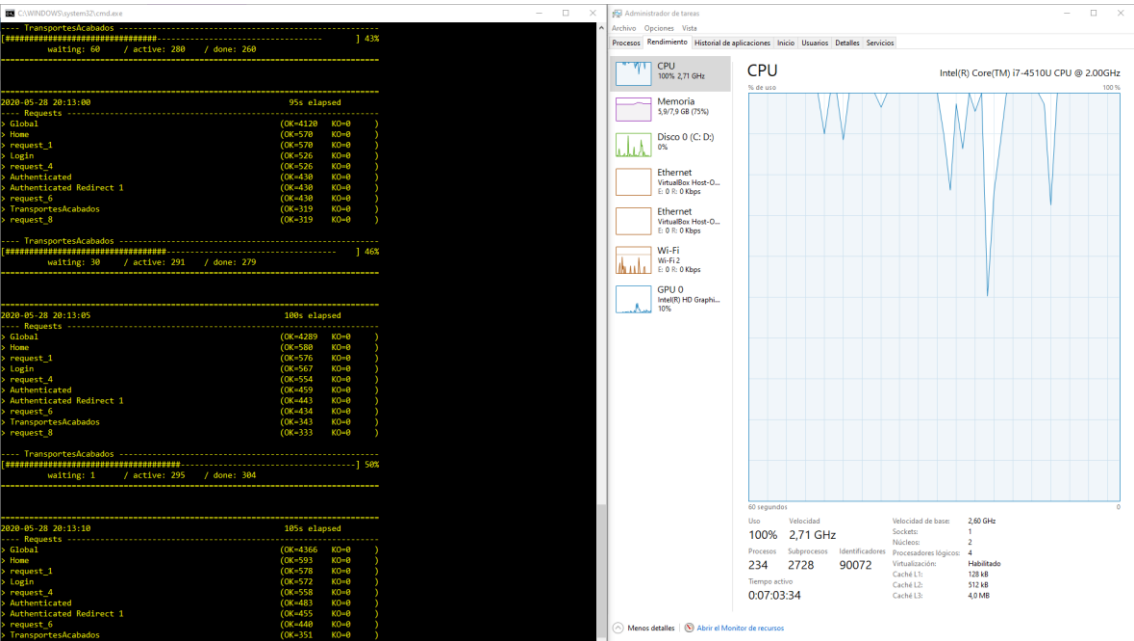 C:\WINDOWS\system32\cmd.exe
---- TransportesAcabados ------------------------------------------------------
[################################------------------------------------ ] 43%
waiting: 60 / active: 280 / done: 260
================================================================================
================================================================================
2020-05-28 20:13:00 95s elapsed
---- Requests ------------------------------------------------------------------
> Global (OK=4120 KO=0 )
> Home (OK=570 KO=0 )
> request_1 (OK=570 KO=0 )
> Login (OK=526 KO=0 )
> request_4 (OK=526 KO=0 )
> Authenticated (OK=430 KO=0 )
> Authenticated Redirect 1 (OK=430 KO=0 )
> request_6 (OK=430 KO=0 )
> TransportesAcabados (OK=319 KO=0 )
> request_8 (OK=319 KO=0 )
---- TransportesAcabados ------------------------------------------------------
[##################################------------------------------------ ] 46%
waiting: 30 / active: 291 / done: 279
================================================================================
================================================================================
2020-05-28 20:13:05 100s elapsed
---- Requests ------------------------------------------------------------------
> Global (OK=4289 KO=0 )
> Home (OK=580 KO=0 )
> request_1 (OK=576 KO=0 )
> Login (OK=567 KO=0 )
> request_4 (OK=554 KO=0 )
> Authenticated (OK=459 KO=0 )
> Authenticated Redirect 1 (OK=443 KO=0 )
> request_6 (OK=434 KO=0 )
> TransportesAcabados (OK=343 KO=0 )
> request_8 (OK=333 KO=0 )
---- TransportesAcabados ------------------------------------------------------
[#####################################-------------------------------------] 50%
waiting: 1 / active: 295 / done: 304
================================================================================
================================================================================
2020-05-28 20:13:10 105s elapsed
---- Requests ------------------------------------------------------------------
> Global (OK=4366 KO=0 )
> Home (OK=593 KO=0 )
> request_1 (OK=578 KO=0 )
> Login (OK=572 KO=0 )
> request_4 (OK=558 KO=0 )
> Authenticated (OK=483 KO=0 )
> Authenticated Redirect 1 (OK=455 KO=0 )
> request_6 (OK=440 KO=0 )
> TransportesAcabados (OK=351 KO=0 )
Administrador de tareas
Archivo Opciones Vista
Procesos Rendimiento Historial de aplicaciones Inicio Usuarios Detalles Servicios
CPU
100% 2,71 GHz
Memoria
5,9/7,9 GB (75%)
Disco 0 (C: D:)
0%
Ethernet
VirtualBox Host-O...
E: 0 R: 0 Kbps
Ethernet
VirtualBox Host-O...
E: 0 R: 0 Kbps
Wi-Fi
Wi-Fi 2
E: 0 R: 0 Kbps
GPU 0
Intel(R) HD Graphi...
10%
CPU Intel(R) Core(TM) i7-4510U CPU @ 2.00GHz
% de uso 100 %
60 segundos 0
Uso Velocidad
100% 2,71 GHz
Procesos Subprocesos Identificadores
234 2728 90072
Tiempo activo
0:07:03:34
Velocidad de base: 2,60 GHz
Sockets: 1
Núcleos: 2
Procesadores lógicos: 4
Virtualización: Habilitado
Caché L1: 128 kB
Caché L2: 512 kB
Caché L3: 4,0 MB
Menos detalles Abrir el Monitor de recursos